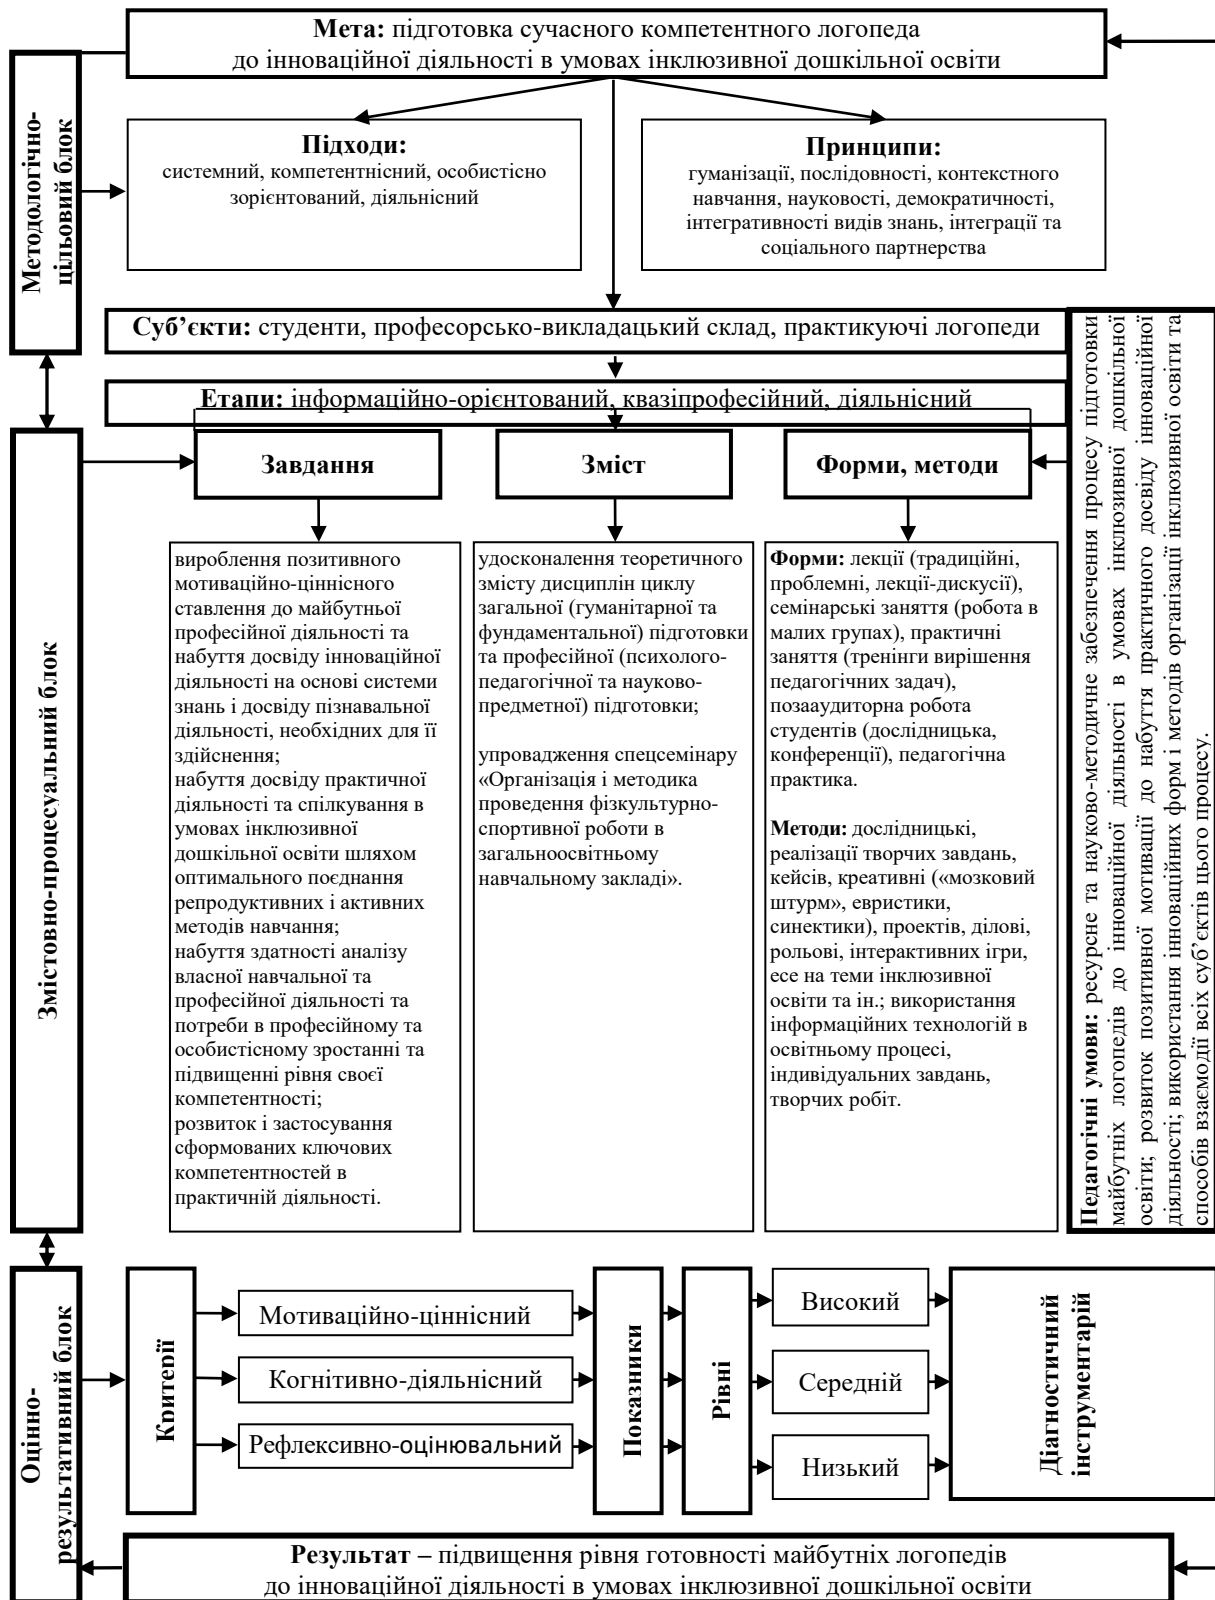 Мета: підготовка сучасного компетентного логопеда
до інноваційної діяльності в умовах інклюзивної дошкільної освіти
Методологічно-
цільовий блок
Підходи:
системний, компетентнісний, особистісно
зорієнтований, діяльнісний
Принципи:
гуманізації, послідовності, контекстного
навчання, науковості, демократичності,
інтегративності видів знань, інтеграції та
соціального партнерства
Суб’єкти: студенти, професорсько-викладацький склад, практикуючі логопеди
Етапи: інформаційно-орієнтований, квазіпрофесійний, діяльнісний
Змістовно-процесуальний блок
Завдання
вироблення позитивного
мотиваційно-ціннісного
ставлення до майбутньої
професійної діяльності та
набуття досвіду інноваційної
діяльності на основі системи
знань і досвіду пізнавальної
діяльності, необхідних для її
здійснення;
набуття досвіду практичної
діяльності та спілкування в
умовах інклюзивної
дошкільної освіти шляхом
оптимального поєднання
репродуктивних і активних
методів навчання;
набуття здатності аналізу
власної навчальної та
професійної діяльності та
потреби в професійному та
особистісному зростанні та
підвищенні рівня своєї
компетентності;
розвиток і застосування
сформованих ключових
компетентностей в
практичній діяльності.
Зміст
удосконалення теоретичного
змісту дисциплін циклу
загальної (гуманітарної та
фундаментальної) підготовки
та професійної (психолого-
педагогічної та науково-
предметної) підготовки;
упровадження спецсемінару
«Організація і методика
проведення фізкультурно-
спортивної роботи в
загальноосвітньому
навчальному закладі».
Форми, методи
Форми: лекції (традиційні,
проблемні, лекції-дискусії),
семінарські заняття (робота в
малих групах), практичні
заняття (тренінги вирішення
педагогічних задач),
позааудиторна робота
студентів (дослідницька,
конференції), педагогічна
практика.
Методи: дослідницькі,
реалізації творчих завдань,
кейсів, креативні («мозковий
штурм», евристики,
синектики), проектів, ділові,
рольові, інтерактивних ігри,
есе на теми інклюзивної
освіти та ін.; використання
інформаційних технологій в
освітньому процесі,
індивідуальних завдань,
творчих робіт.
Педагогічні умови: ресурсне та науково-методичне забезпечення процесу підготовки
майбутніх логопедів до інноваційної діяльності в умовах інклюзивної дошкільної
освіти; розвиток позитивної мотивації до набуття практичного досвіду інноваційної
діяльності; використання інноваційних форм і методів організації інклюзивної освіти та
способів взаємодії всіх суб’єктів цього процесу.
Оцінно-
результативний блок
Критерії
Мотиваційно-ціннісний
Когнітивно-діяльнісний
Рефлексивно-оцінювальний
Показники
Рівні
Високий
Середній
Низький
Діагностичний
інструментарій
Результат – підвищення рівня готовності майбутніх логопедів
до інноваційної діяльності в умовах інклюзивної дошкільної освіти